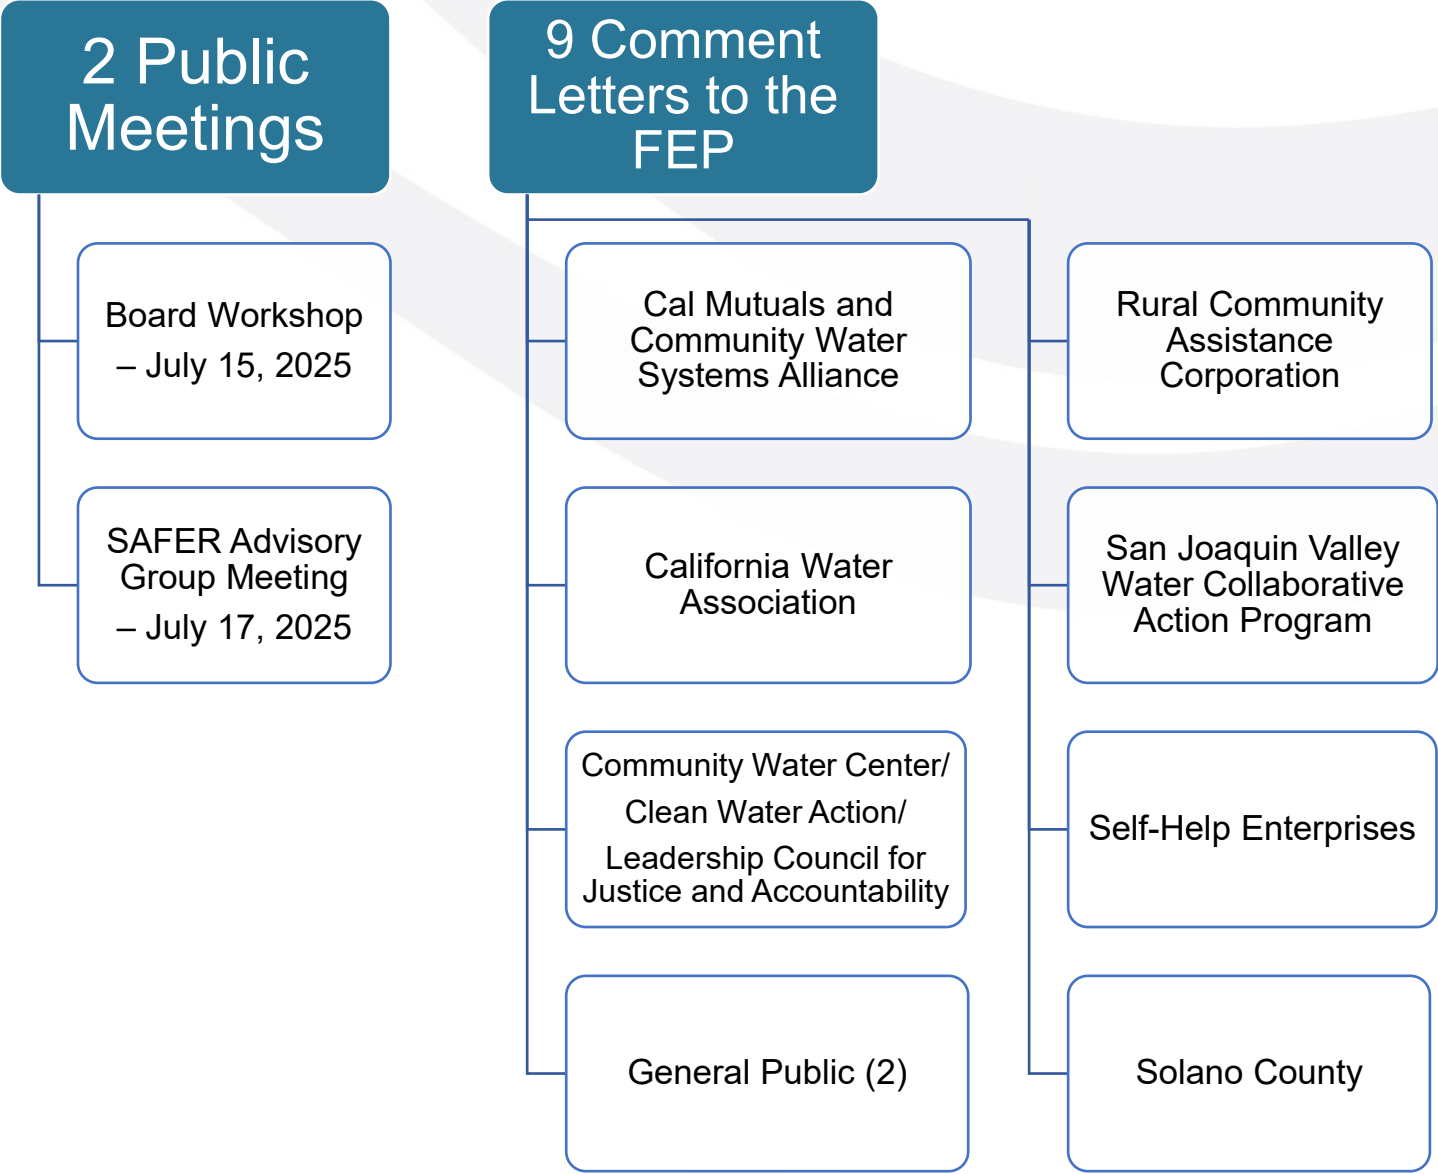 2 Public
Meetings
Board Workshop
– July 15, 2025
SAFER Advisory
Group Meeting
– July 17, 2025
9 Comment
Letters to the
FEP
Cal Mutuals and
Community Water
Systems Alliance
California Water
Association
Community Water Center/
Clean Water Action/
Leadership Council for
Justice and Accountability
General Public (2)
Rural Community
Assistance
Corporation
San Joaquin Valley
Water Collaborative
Action Program
Self-Help Enterprises
Solano County